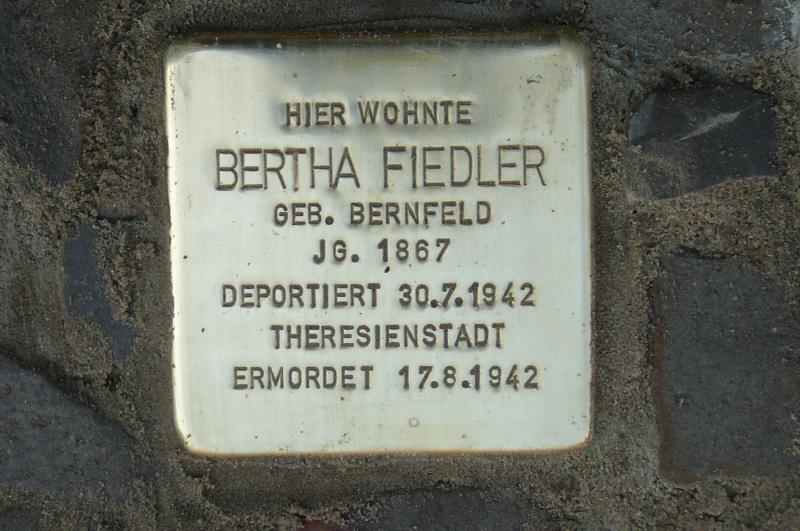 HIER WOHNTE
BERTHA FIEDLER
GEB. BERNFELD
JG. 1867
DEPORTIERT 30.7.1942
THERESIENSTADT
ERMORDET 17.8.1942